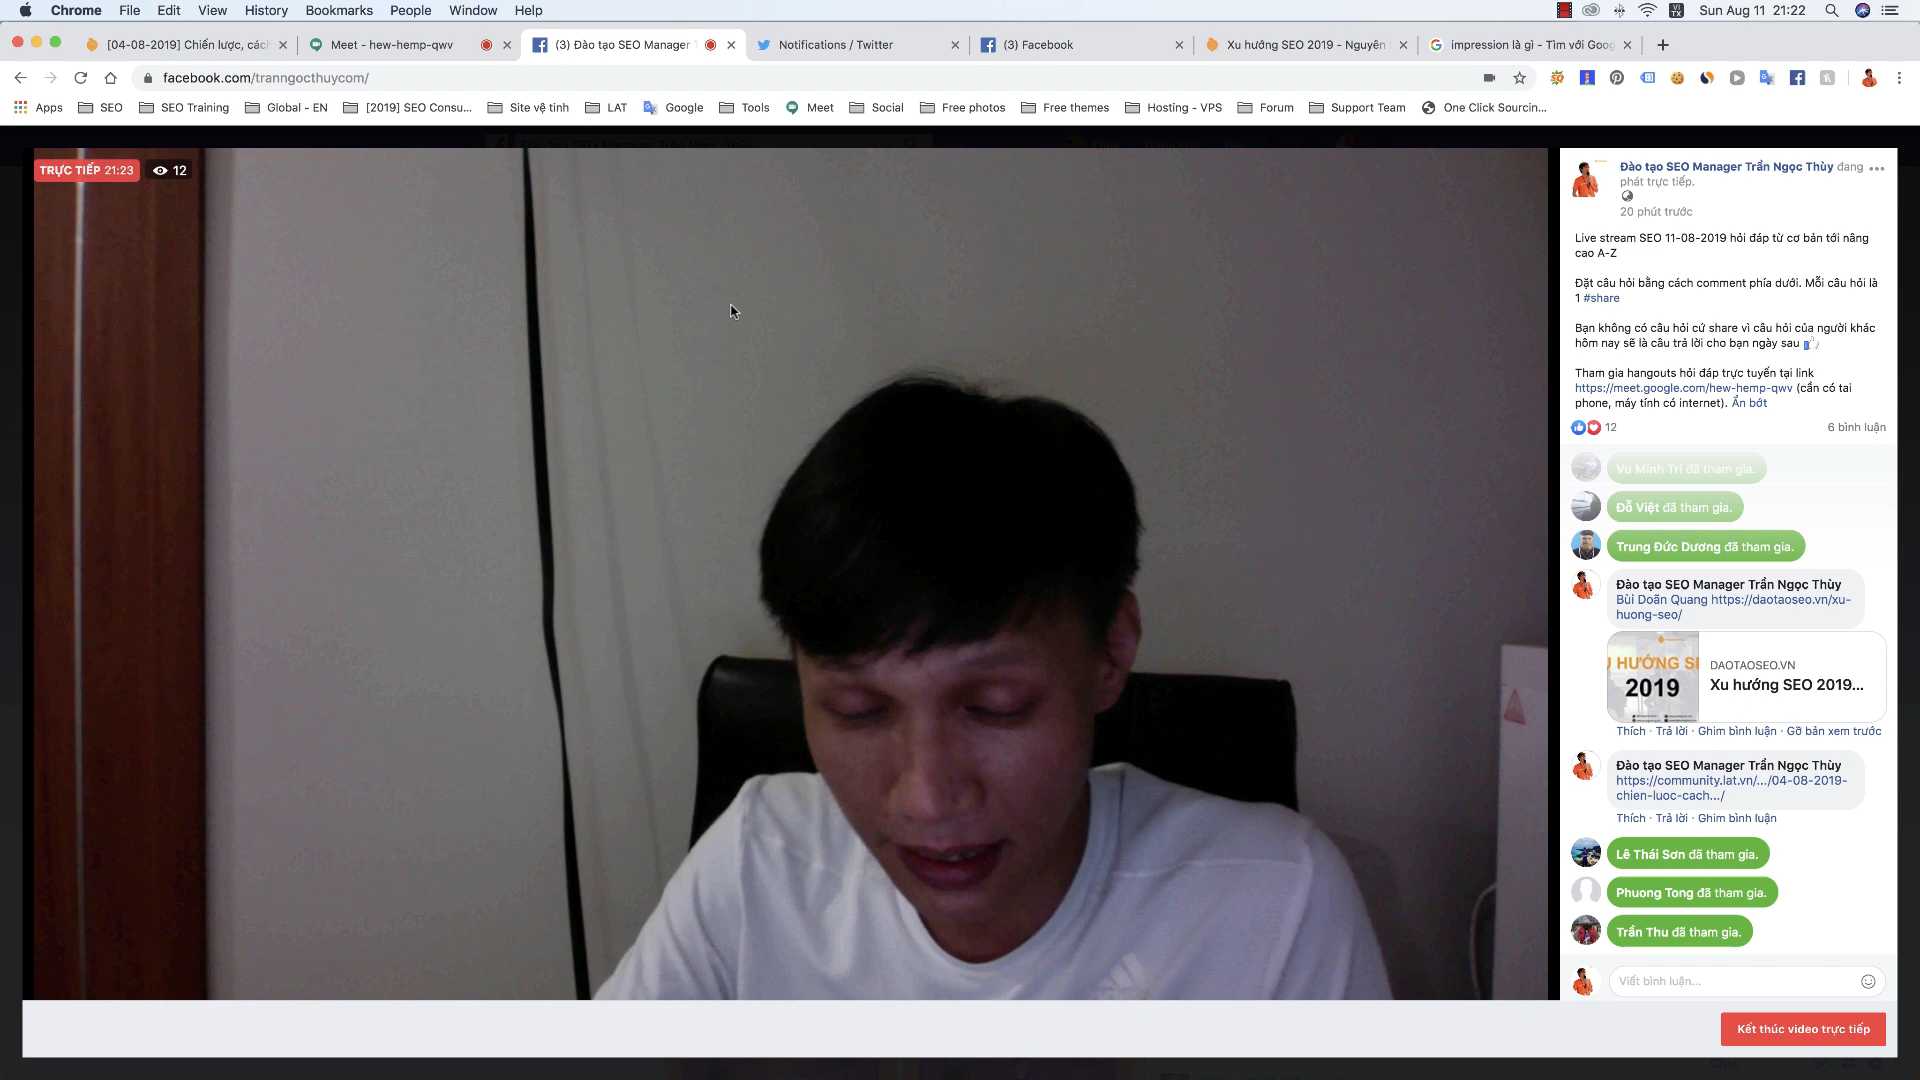 Chrome File Edit View History Bookmarks People Window Help
Sun Aug 11 21:22
[04-08-2019] Chiến lược, các
Meet - hew-hemp-qwv
(3) Đào tạo SEO Manager T
Notifications / Twitter
(3) Facebook
Xu hướng SEO 2019 - Nguyên
impression là gì - Tìm với Goog
facebook.com/tranngocthuycom/
Apps SEO SEO Training Global - EN [2019] SEO Consu... Site vệ tinh LAT Google Tools Meet Social Free photos Free themes Hosting - VPS Forum Support Team One Click Sourcin...
TRỰC TIẾP 21:23 12
Đào tạo SEO Manager Trần Ngọc Thùy đang
phát trực tiếp.
20 phút trước
Live stream SEO 11-08-2019 hỏi đáp từ cơ bản tới nâng
cao A-Z
Đặt câu hỏi bằng cách comment phía dưới. Mỗi câu hỏi là
1 #share
Bạn không có câu hỏi cứ share vì câu hỏi của người khác
hôm nay sẽ là câu trả lời cho bạn ngày sau
Tham gia hangouts hỏi đáp trực tuyến tại link
https://meet.google.com/hew-hemp-qwv (cần có tai
phone, máy tính có internet). Ẩn bớt
12
6 bình luận
Vu Minh Tri đã tham gia.
Đỗ Việt đã tham gia.
Trung Đức Dương đã tham gia.
Đào tạo SEO Manager Trần Ngọc Thùy
Bùi Doãn Quang https://daotaoseo.vn/xu-
huong-seo/
HƯỚNG SE
2019
DAOTAOSEO.VN
Xu hướng SEO 2019...
Thích · Trả lời · Ghim bình luận · Gỡ bản xem trước
Đào tạo SEO Manager Trần Ngọc Thùy
https://community.lat.vn/.../04-08-2019-
chien-luoc-cach.../
Thích · Trả lời · Ghim bình luận
Lê Thái Sơn đã tham gia.
Phuong Tong đã tham gia.
Trần Thu đã tham gia.
Viết bình luận...
Kết thúc video trực tiếp